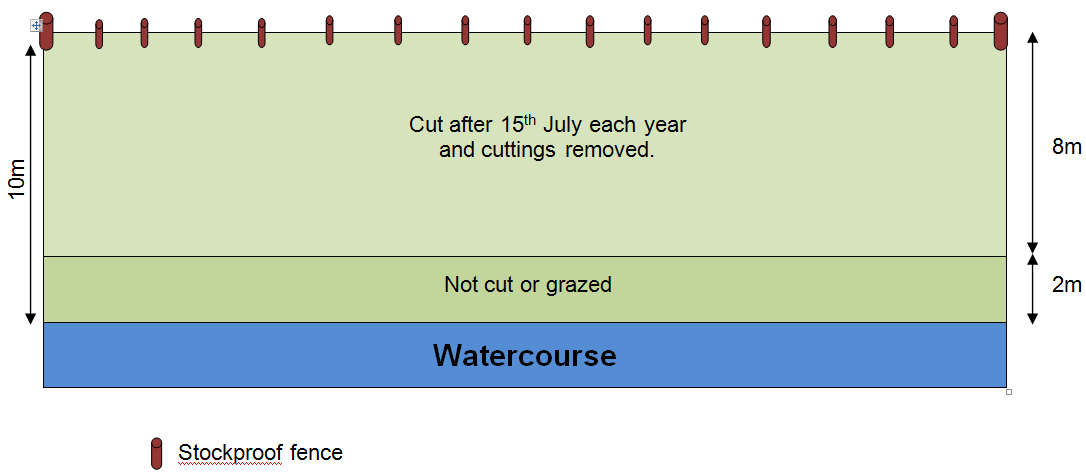 Cut after 15th July each year
and cuttings removed.
10m
8m
Not cut or grazed
2m
Watercourse
Stockproof fence